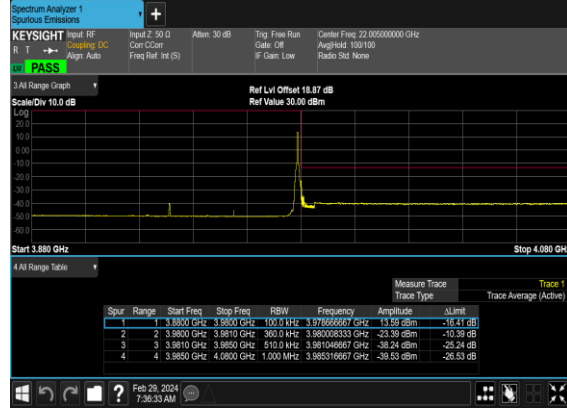 Spectrum Analyzer 1
Spurious Emissions
+
KEYSIGHT Input: RF Input Z: 50 Ω Atten: 30 dB Trig: Free Run Center Freq: 22.005000000 GHz
R T Coupling: DC Corr CCorr Gate: Off Avg|Hold: 100/100
Align: Auto Freq Ref: Int (S) IF Gain: Low Radio Std: None
PASS
3 All Range Graph Ref Lvl Offset 18.87 dB
Scale/Div 10.0 dB Ref Value 30.00 dBm
Log
20.0
10.0
0.00
-10.0
-20.0
-30.0
-40.0
-50.0
-60.0
Start 3.880 GHz Stop 4.080 GHz
4 All Range Table
Measure Trace Trace 1
Trace Type Trace Average (Active)
Spur Range Start Freq Stop Freq RBW Frequency Amplitude ΔLimit
1 1 3.8800 GHz 3.9800 GHz 100.0 kHz 3.978666667 GHz 13.59 dBm -16.41 dB
2 2 3.9800 GHz 3.9810 GHz 360.0 kHz 3.980008333 GHz -23.39 dBm -10.39 dB
3 3 3.9810 GHz 3.9850 GHz 510.0 kHz 3.981046667 GHz -38.24 dBm -25.24 dB
4 4 3.9850 GHz 4.0800 GHz 1.000 MHz 3.985316667 GHz -39.53 dBm -26.53 dB
? Feb 29, 2024
7:36:33 AM